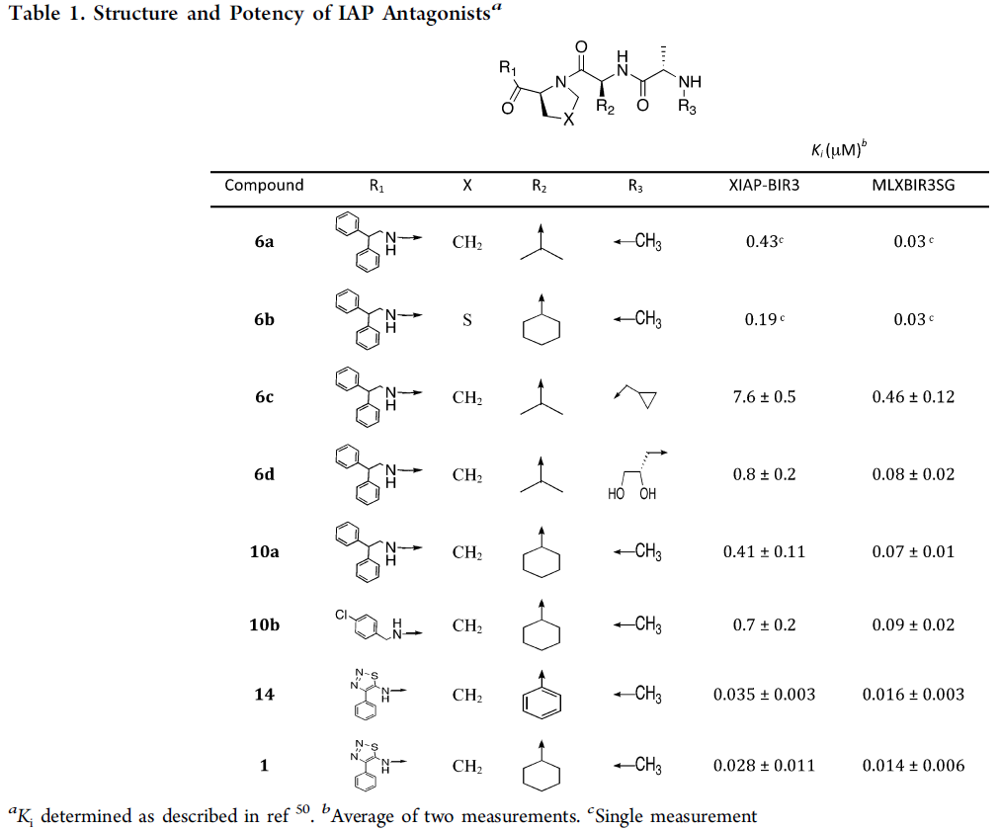 Table 1. Structure and Potency of IAP Antagonists^a
O
H
N
R1
N
NH
O
X
R2
O
R3
Ki (μM)^b
Compound R1 X R2 R3 XIAP-BIR3 MLXBIR3SG
6a N H CH2 CH3 0.43^c 0.03^c
6b N H S CH3 0.19^c 0.03^c
6c N H CH2 7.6 ± 0.5 0.46 ± 0.12
6d N H CH2 HO OH 0.8 ± 0.2 0.08 ± 0.02
10a N H CH2 CH3 0.41 ± 0.11 0.07 ± 0.01
10b Cl H N CH2 CH3 0.7 ± 0.2 0.09 ± 0.02
14 N S N N H CH2 CH3 0.035 ± 0.003 0.016 ± 0.003
1 N S N N H CH2 CH3 0.028 ± 0.011 0.014 ± 0.006
^aKi determined as described in ref 50. ^bAverage of two measurements. ^cSingle measurement